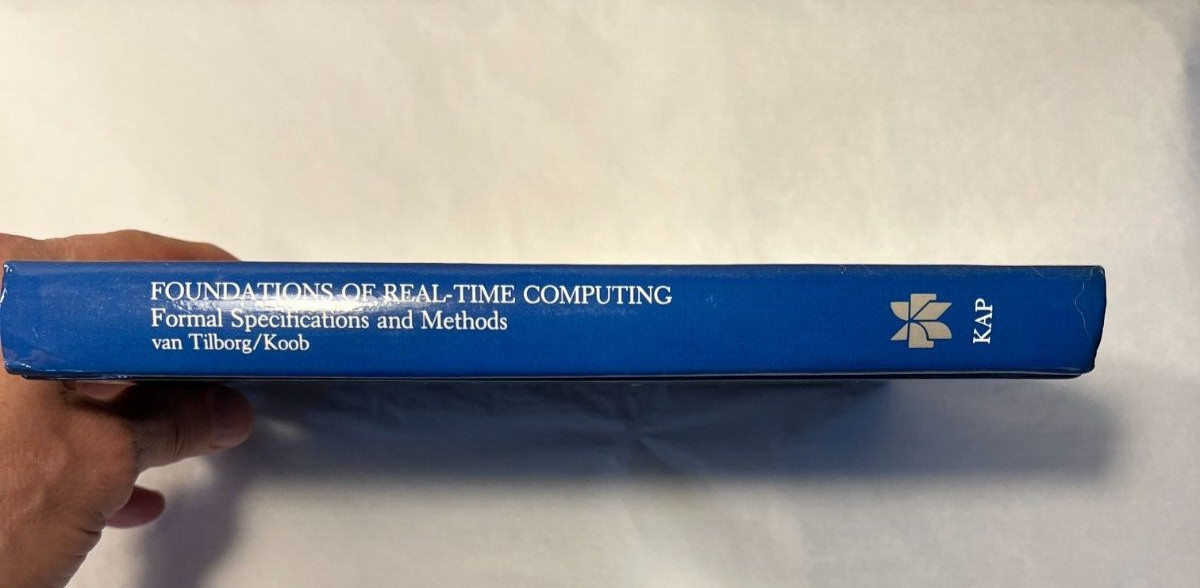 FOUNDATIONS OF REAL-TIME COMPUTING
Formal Specifications and Methods
van Tilborg/Koob
KAP